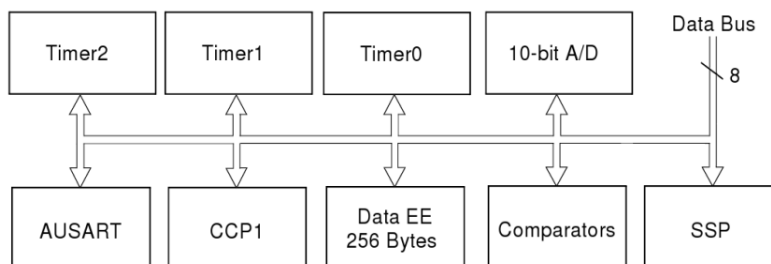 Timer2
Timer1
Timer0
10-bit A/D
Data Bus
8
AUSART
CCP1
Data EE
256 Bytes
Comparators
SSP